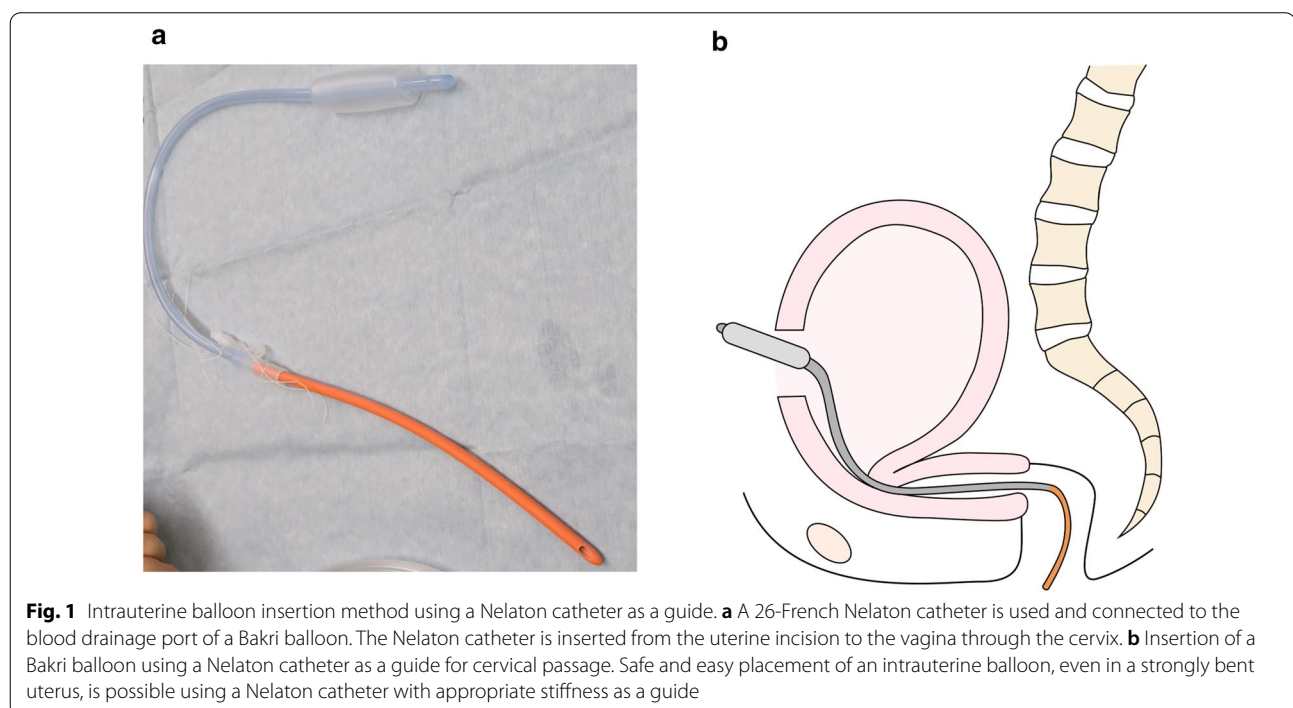 a
b
Fig. 1 Intrauterine balloon insertion method using a Nelaton catheter as a guide. a A 26-French Nelaton catheter is used and connected to the
blood drainage port of a Bakri balloon. The Nelaton catheter is inserted from the uterine incision to the vagina through the cervix. b Insertion of a
Bakri balloon using a Nelaton catheter as a guide for cervical passage. Safe and easy placement of an intrauterine balloon, even in a strongly bent
uterus, is possible using a Nelaton catheter with appropriate stiffness as a guide